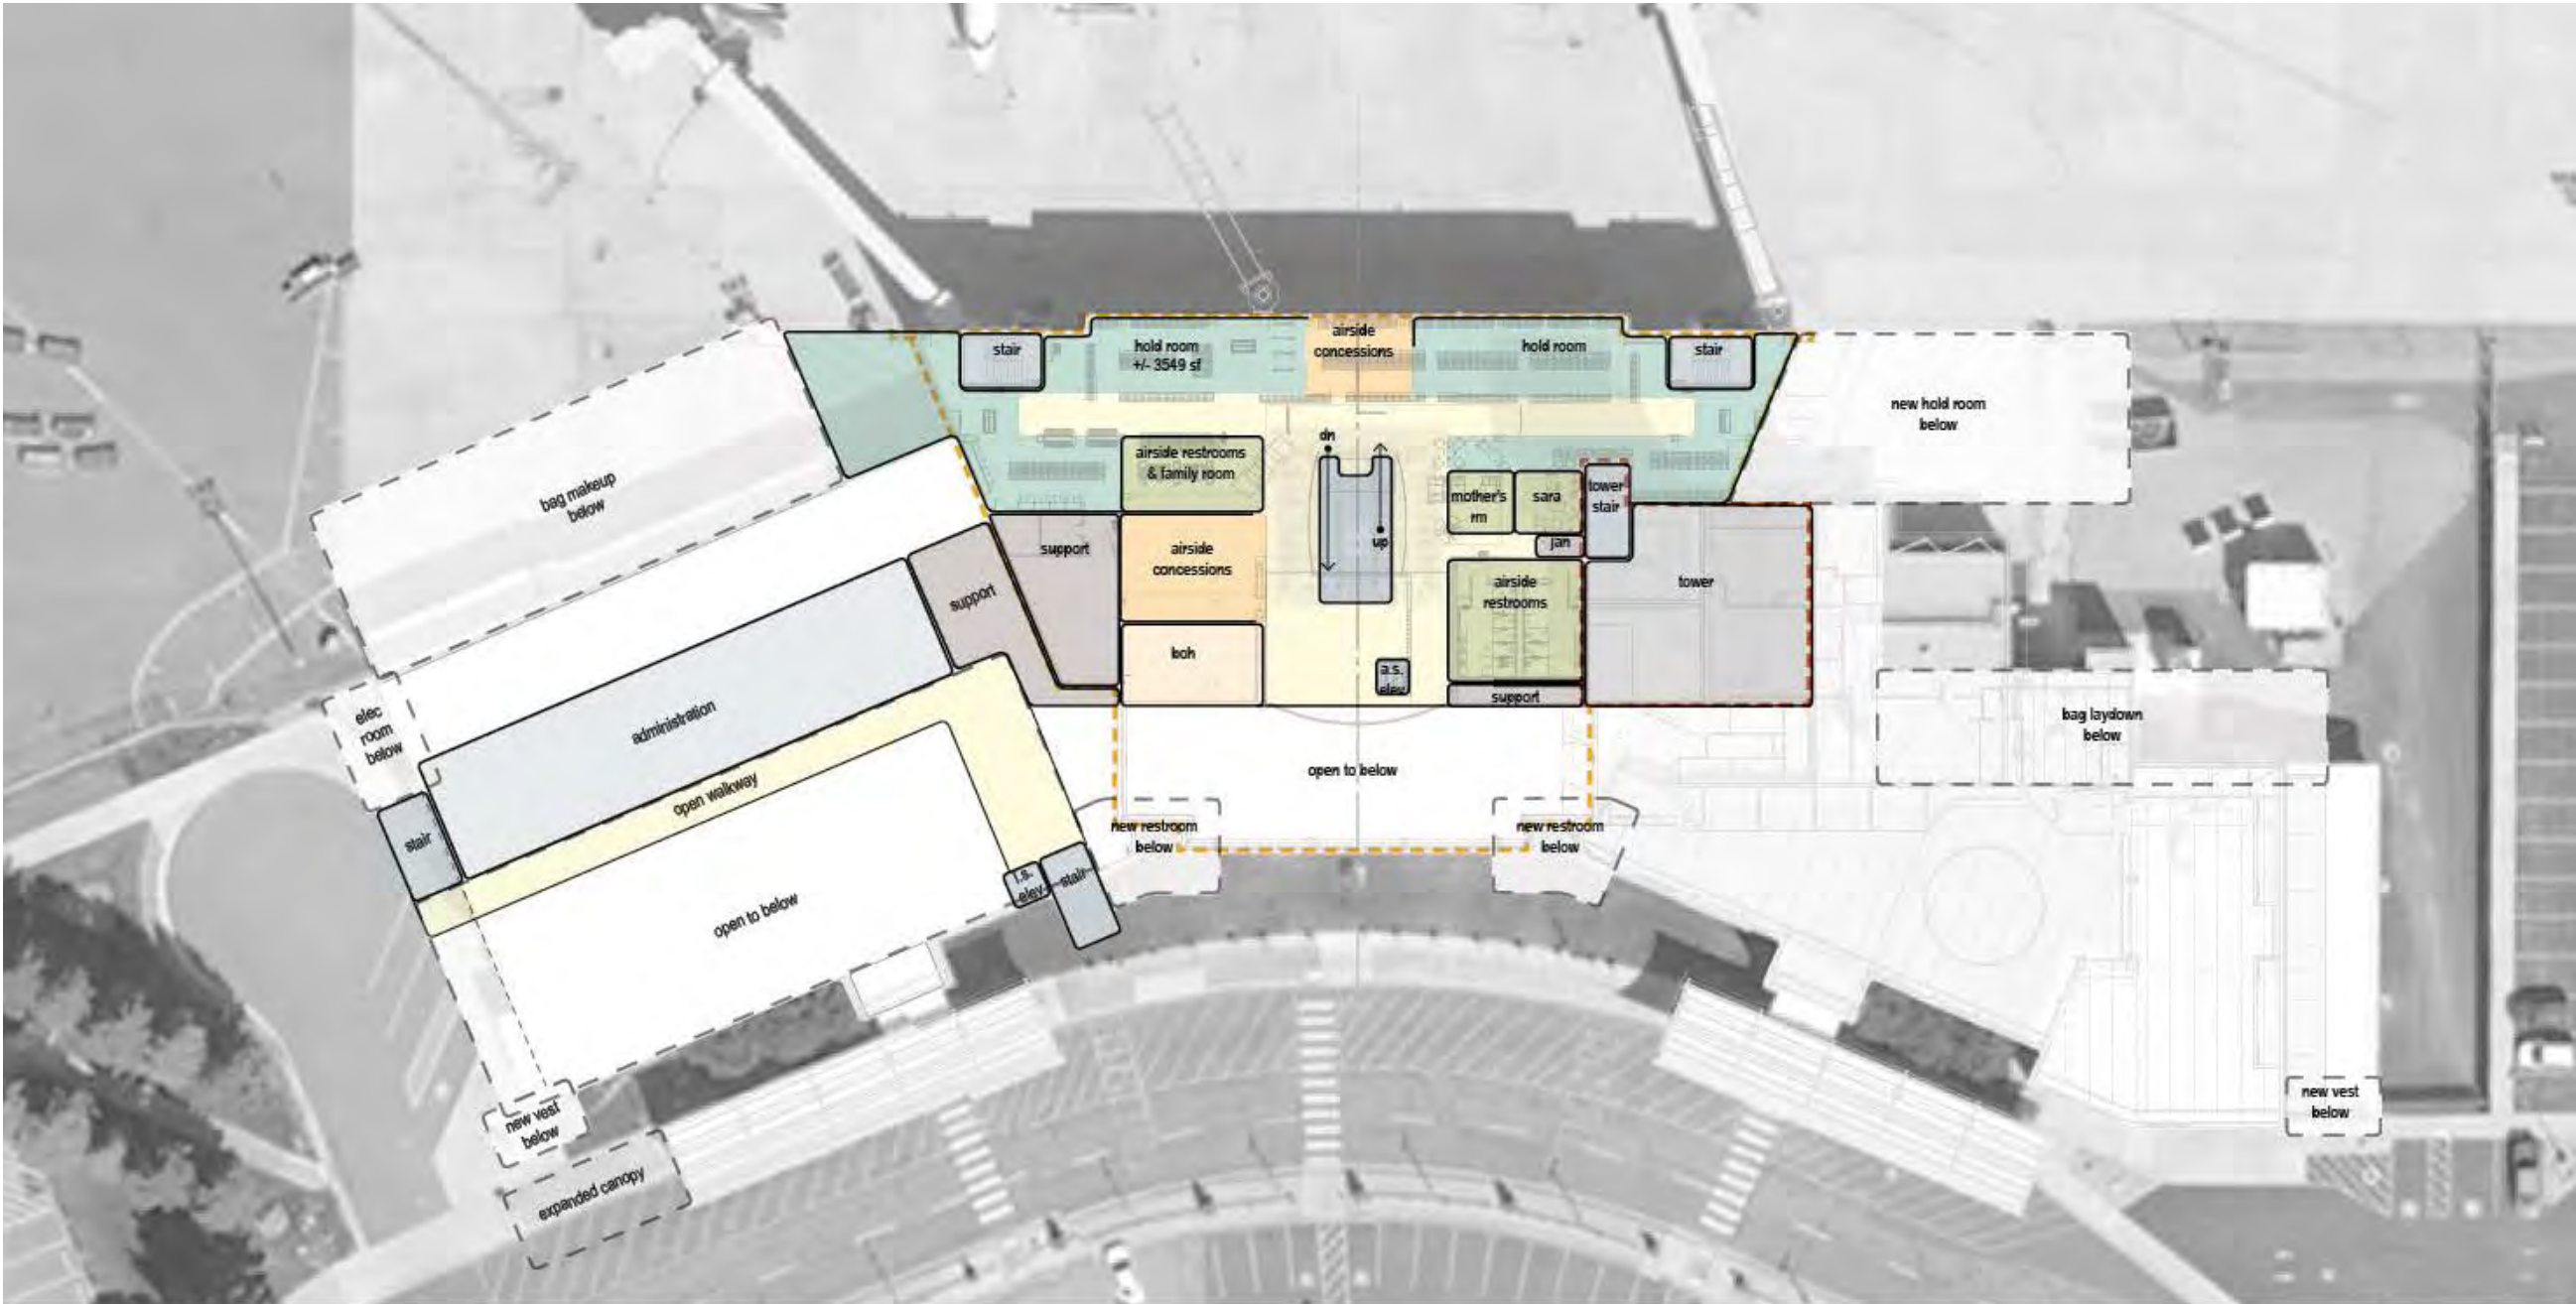 airside
concessions
stair
hold room
+/- 3549 sf
hold room
stair
new hold room
below
dn
airside restrooms
& family room
bag makeup
below
mother's
rm
sara
tower
stair
up
jan
support
airside
concessions
airside
restrooms
tower
support
boh
a.s.
elev
support
elec
room
below
administration
bag laydown
below
open to below
open walkway
new restroom
below
new restroom
below
stair
l.s.
elev
stair
open to below
new vest
below
new vest
below
expanded canopy